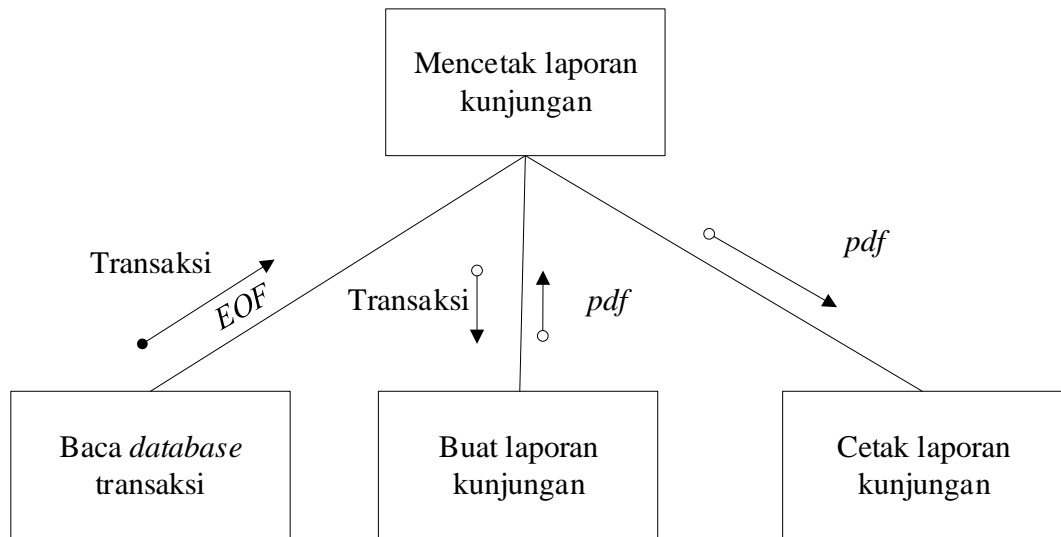 Mencetak laporan
kunjungan
pdf
Transaksi
EOF
Transaksi
pdf
Baca database
transaksi
Buat laporan
kunjungan
Cetak laporan
kunjungan